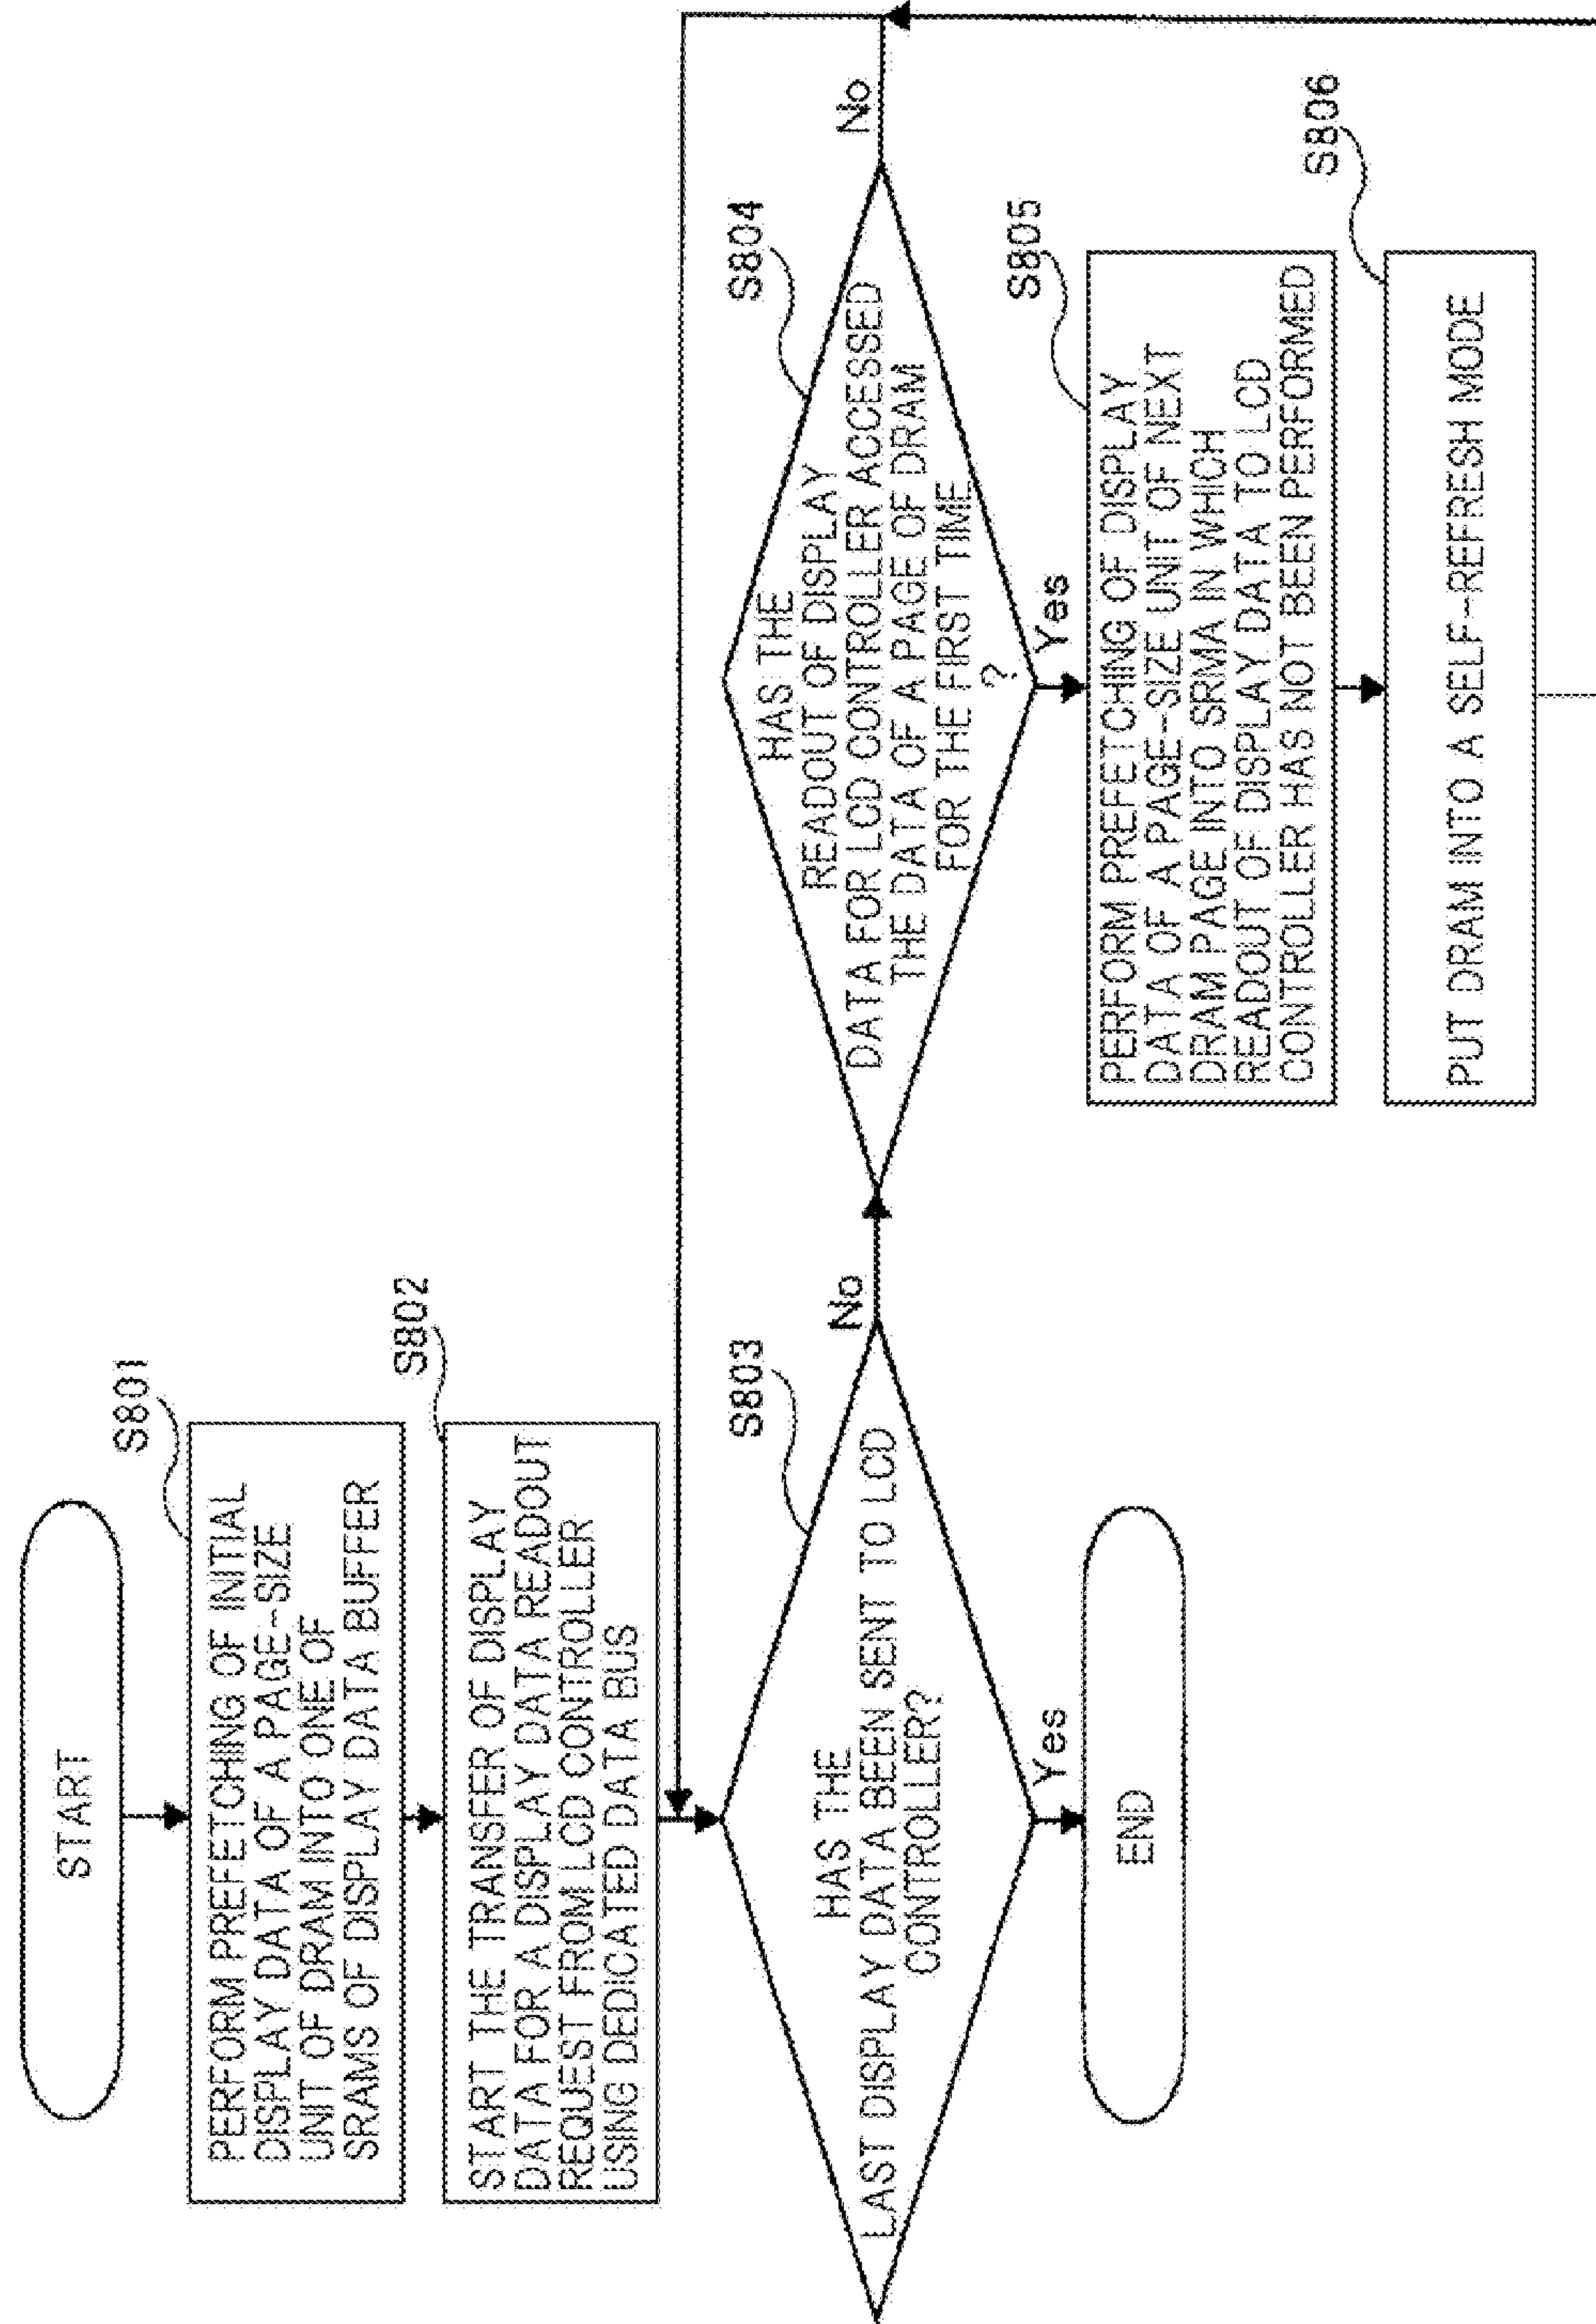 START
S801
PERFORM PREFETCHING OF INITIAL
DISPLAY DATA OF A PAGE-SIZE
UNIT OF DRAM INTO ONE OF
SRAMS OF DISPLAY DATA BUFFER
S802
START THE TRANSFER OF DISPLAY
DATA FOR A DISPLAY DATA READOUT
REQUEST FROM LCD CONTROLLER
USING DEDICATED DATA BUS
S803
HAS THE
LAST DISPLAY DATA BEEN SENT TO LCD
CONTROLLER?
No
Yes
END
S804
HAS THE
READOUT OF DISPLAY
DATA FOR LCD CONTROLLER ACCESSED
THE DATA OF A PAGE OF DRAM
FOR THE FIRST TIME
?
No
Yes
S805
PERFORM PREFETCHING OF DISPLAY
DATA OF A PAGE-SIZE UNIT OF NEXT
DRAM PAGE INTO SRMA IN WHICH
READOUT OF DISPLAY DATA TO LCD
CONTROLLER HAS NOT BEEN PERFORMED
S806
PUT DRAM INTO A SELF-REFRESH MODE